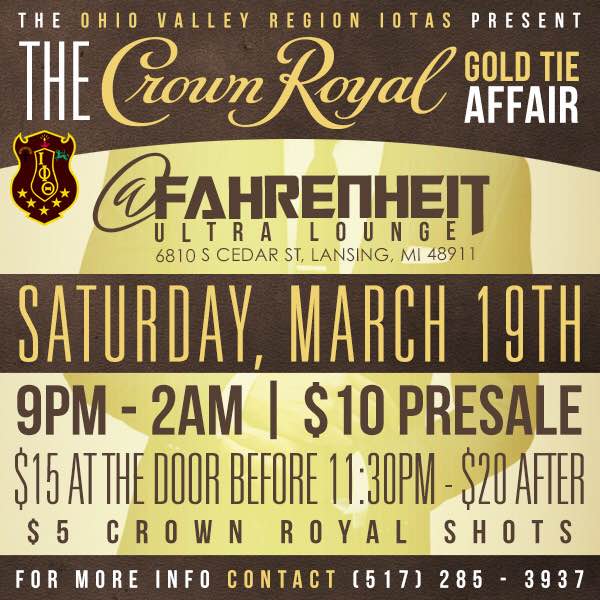 THE OHIO VALLEY REGION IOTAS PRESENT
THE Crown Royal GOLD TIE AFFAIR
ΙΦΘ
@FAHRENHEIT
ULTRA LOUNGE
6810 S CEDAR ST, LANSING, MI 48911
SATURDAY, MARCH 19TH
9PM - 2AM | $10 PRESALE
$15 AT THE DOOR BEFORE 11:30PM - $20 AFTER
$5 CROWN ROYAL SHOTS
FOR MORE INFO CONTACT (517) 285 - 3937